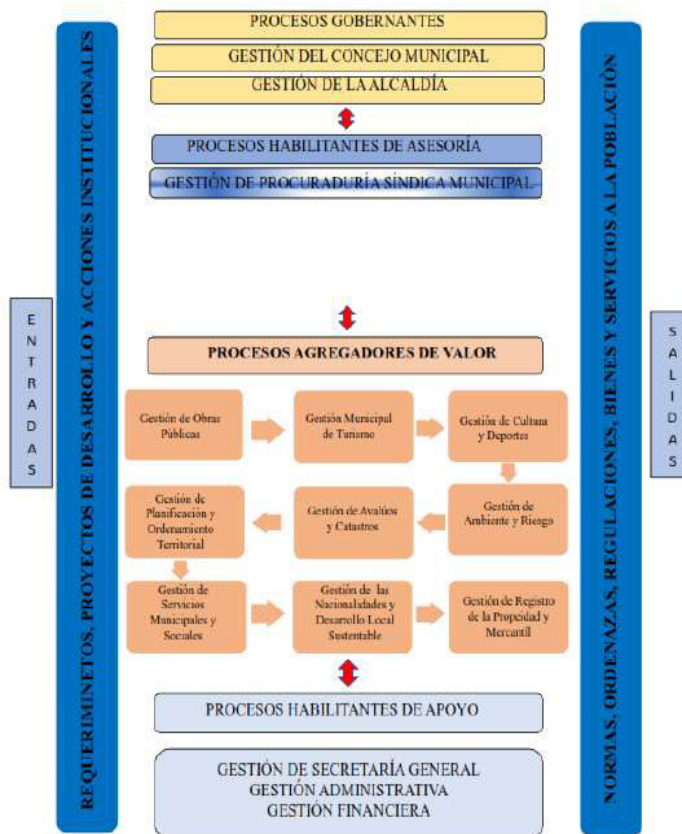 PROCESOS GOBERNANTES
GESTIÓN DEL CONCEJO MUNICIPAL
GESTIÓN DE LA ALCALDÍA
PROCESOS HABILITANTES DE ASESORÍA
GESTIÓN DE PROCURADURÍA SÍNDICA MUNICIPAL
ENTRADAS
REQUERIMINETOS, PROYECTOS DE DESARROLLO Y ACCIONES INSTITUCIONALES
PROCESOS AGREGADORES DE VALOR
Gestión de Obras
Públicas
Gestión Municipal
de Turismo
Gestión de Cultura
y Deportes
Gestión de
Ambiente y Riesgo
Gestión de Avalúos
y Catastros
Gestión de
Planificación y
Ordenamiento
Territorial
Gestión de
Servicios
Municipales y
Sociales
Gestión de las
Nacionalidades y
Desarrollo Local
Sustentable
Gestión de Registro
de la Propeidad y
Mercantil
PROCESOS HABILITANTES DE APOYO
GESTIÓN DE SECRETARÍA GENERAL
GESTIÓN ADMINISTRATIVA
GESTIÓN FINANCIERA
NORMAS, ORDENAZAS, REGULACIONES, BIENES Y SERVICIOS A LA POBLACIÒN
SALIDAS